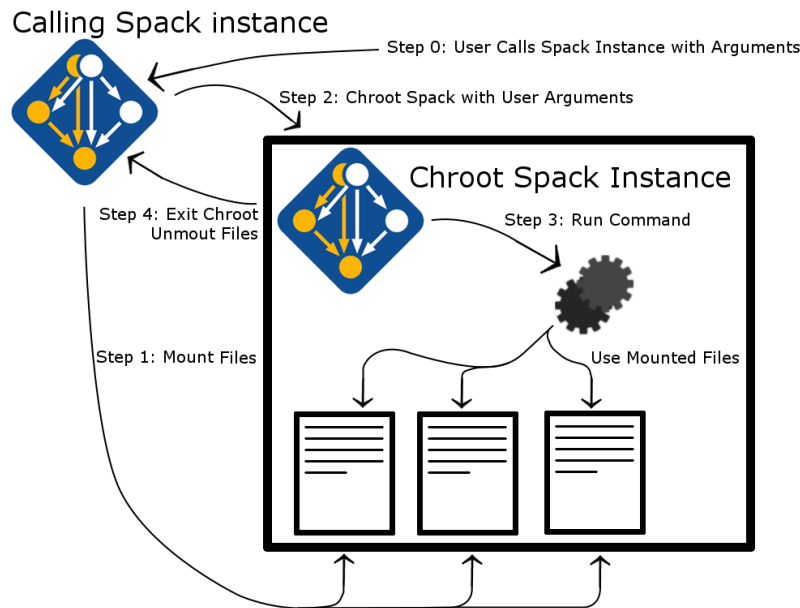 Calling Spack instance
Step 0: User Calls Spack Instance with Arguments
Step 2: Chroot Spack with User Arguments
Chroot Spack Instance
Step 4: Exit Chroot
Unmout Files
Step 3: Run Command
Step 1: Mount Files
Use Mounted Files